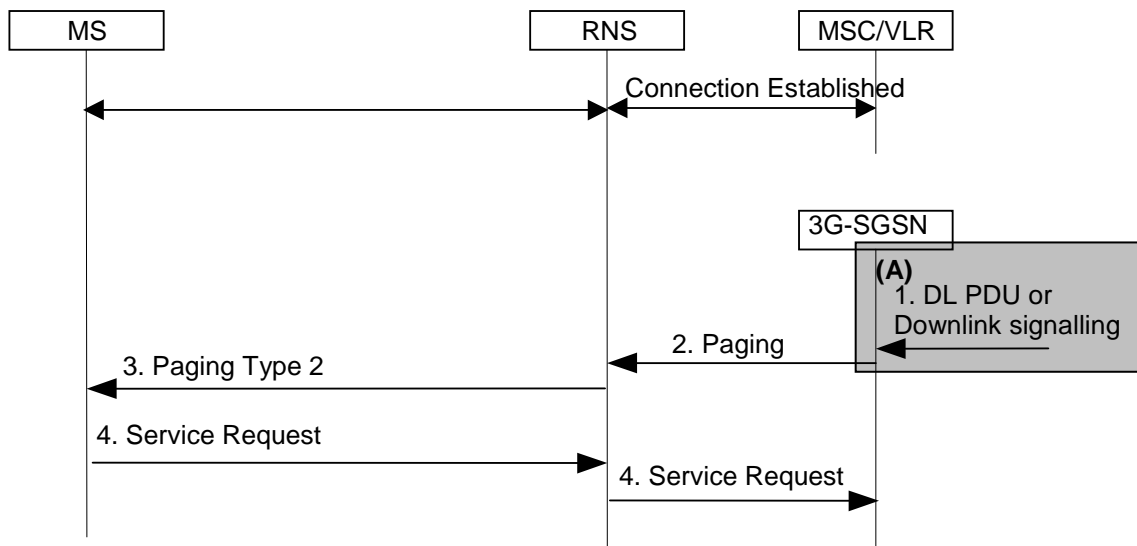 MS
RNS
MSC/VLR
Connection Established
3G-SGSN
(A)
1. DL PDU or
Downlink signalling
2. Paging
3. Paging Type 2
4. Service Request
4. Service Request